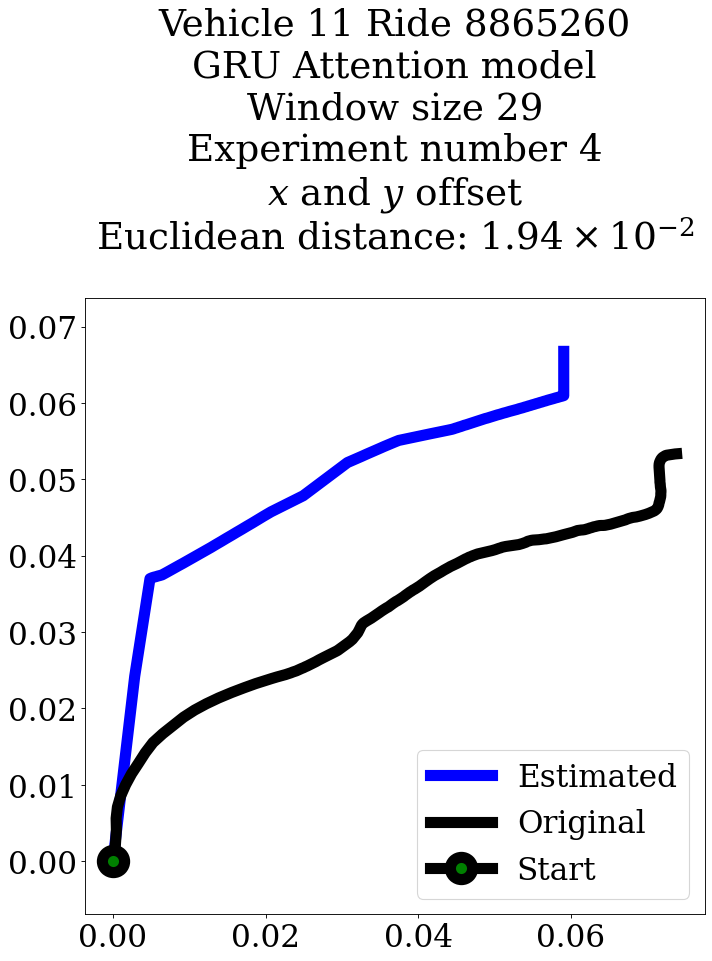 Vehicle 11 Ride 8865260
GRU Attention model
Window size 29
Experiment number 4
x and y offset
Euclidean distance: 1.94 × 10⁻²
0.07
0.06
0.05
0.04
0.03
0.02
0.01
0.00
Estimated
Original
Start
0.00 0.02 0.04 0.06